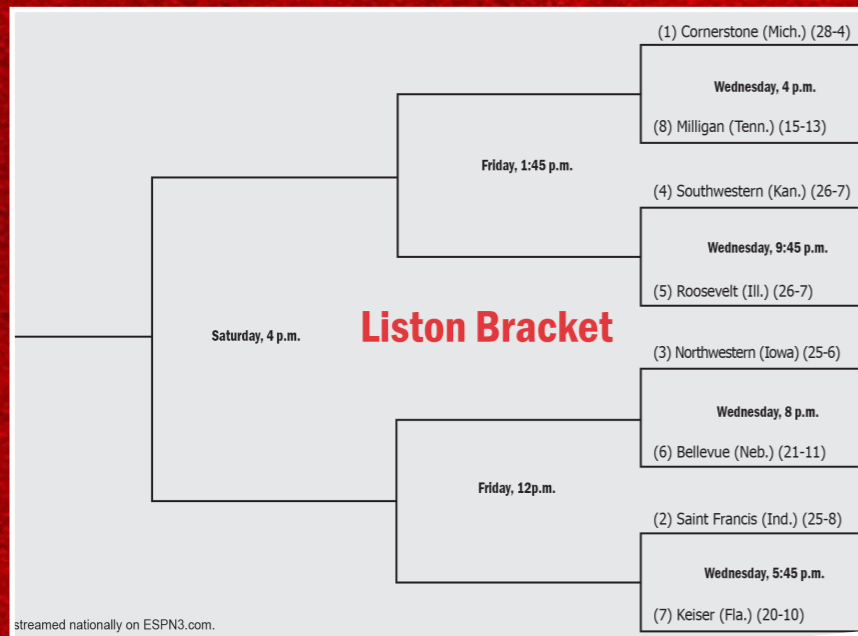 (1) Cornerstone (Mich.) (28-4)
Wednesday, 4 p.m.
(8) Milligan (Tenn.) (15-13)
Friday, 1:45 p.m.
(4) Southwestern (Kan.) (26-7)
Wednesday, 9:45 p.m.
(5) Roosevelt (Ill.) (26-7)
Saturday, 4 p.m.
Liston Bracket
(3) Northwestern (Iowa) (25-6)
Wednesday, 8 p.m.
(6) Bellevue (Neb.) (21-11)
Friday, 12p.m.
(2) Saint Francis (Ind.) (25-8)
Wednesday, 5:45 p.m.
(7) Keiser (Fla.) (20-10)
streamed nationally on ESPN3.com.